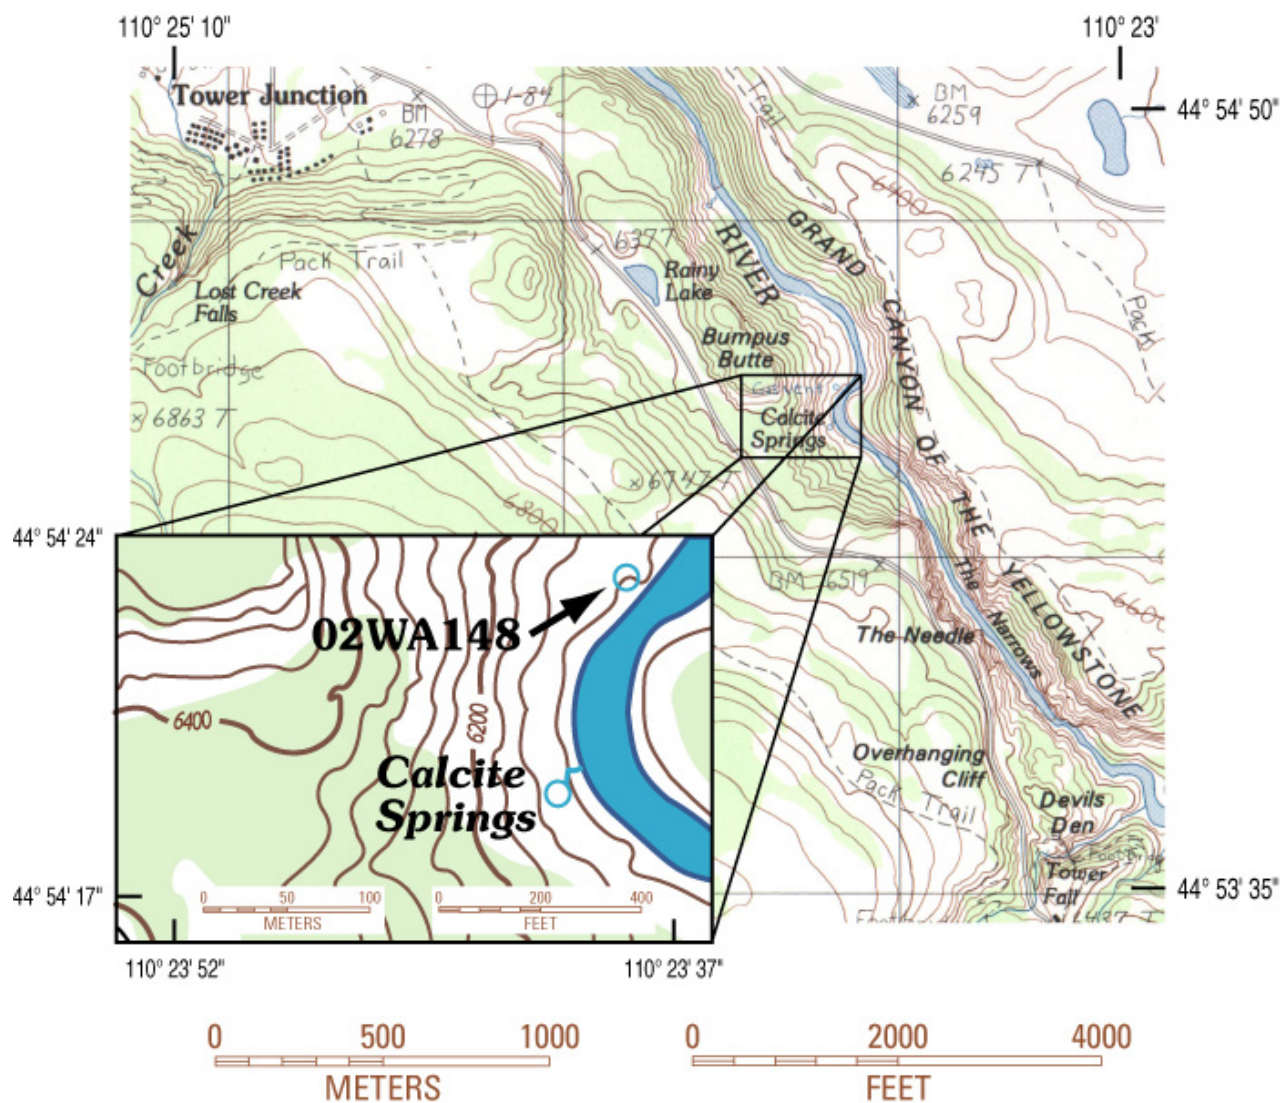 110° 25' 10"
110° 23'
Tower Junction
1-84
BM
6278
Trail
BM
6259
44° 54' 50"
6245 T
6400
GRAND
CANYON
OF
THE
YELLOWSTONE
RIVER
6377
Rainy
Lake
Creek
Pack Trail
Lost Creek
Falls
Pack
Bumpus
Butte
Footbridge
6863 T
Calcite
Springs
6747 T
6800
44° 54' 24"
BM 6519
The
Narrows
6600
The Needle
02WA148
6400
6200
Calcite
Springs
Overhanging
Cliff
Pack Trail
Devils
Den
Tower
Fall
44° 53' 35"
44° 54' 17"
0 50 100
METERS
0 200 400
FEET
110° 23' 52"
110° 23' 37"
0 500 1000
METERS
0 2000 4000
FEET